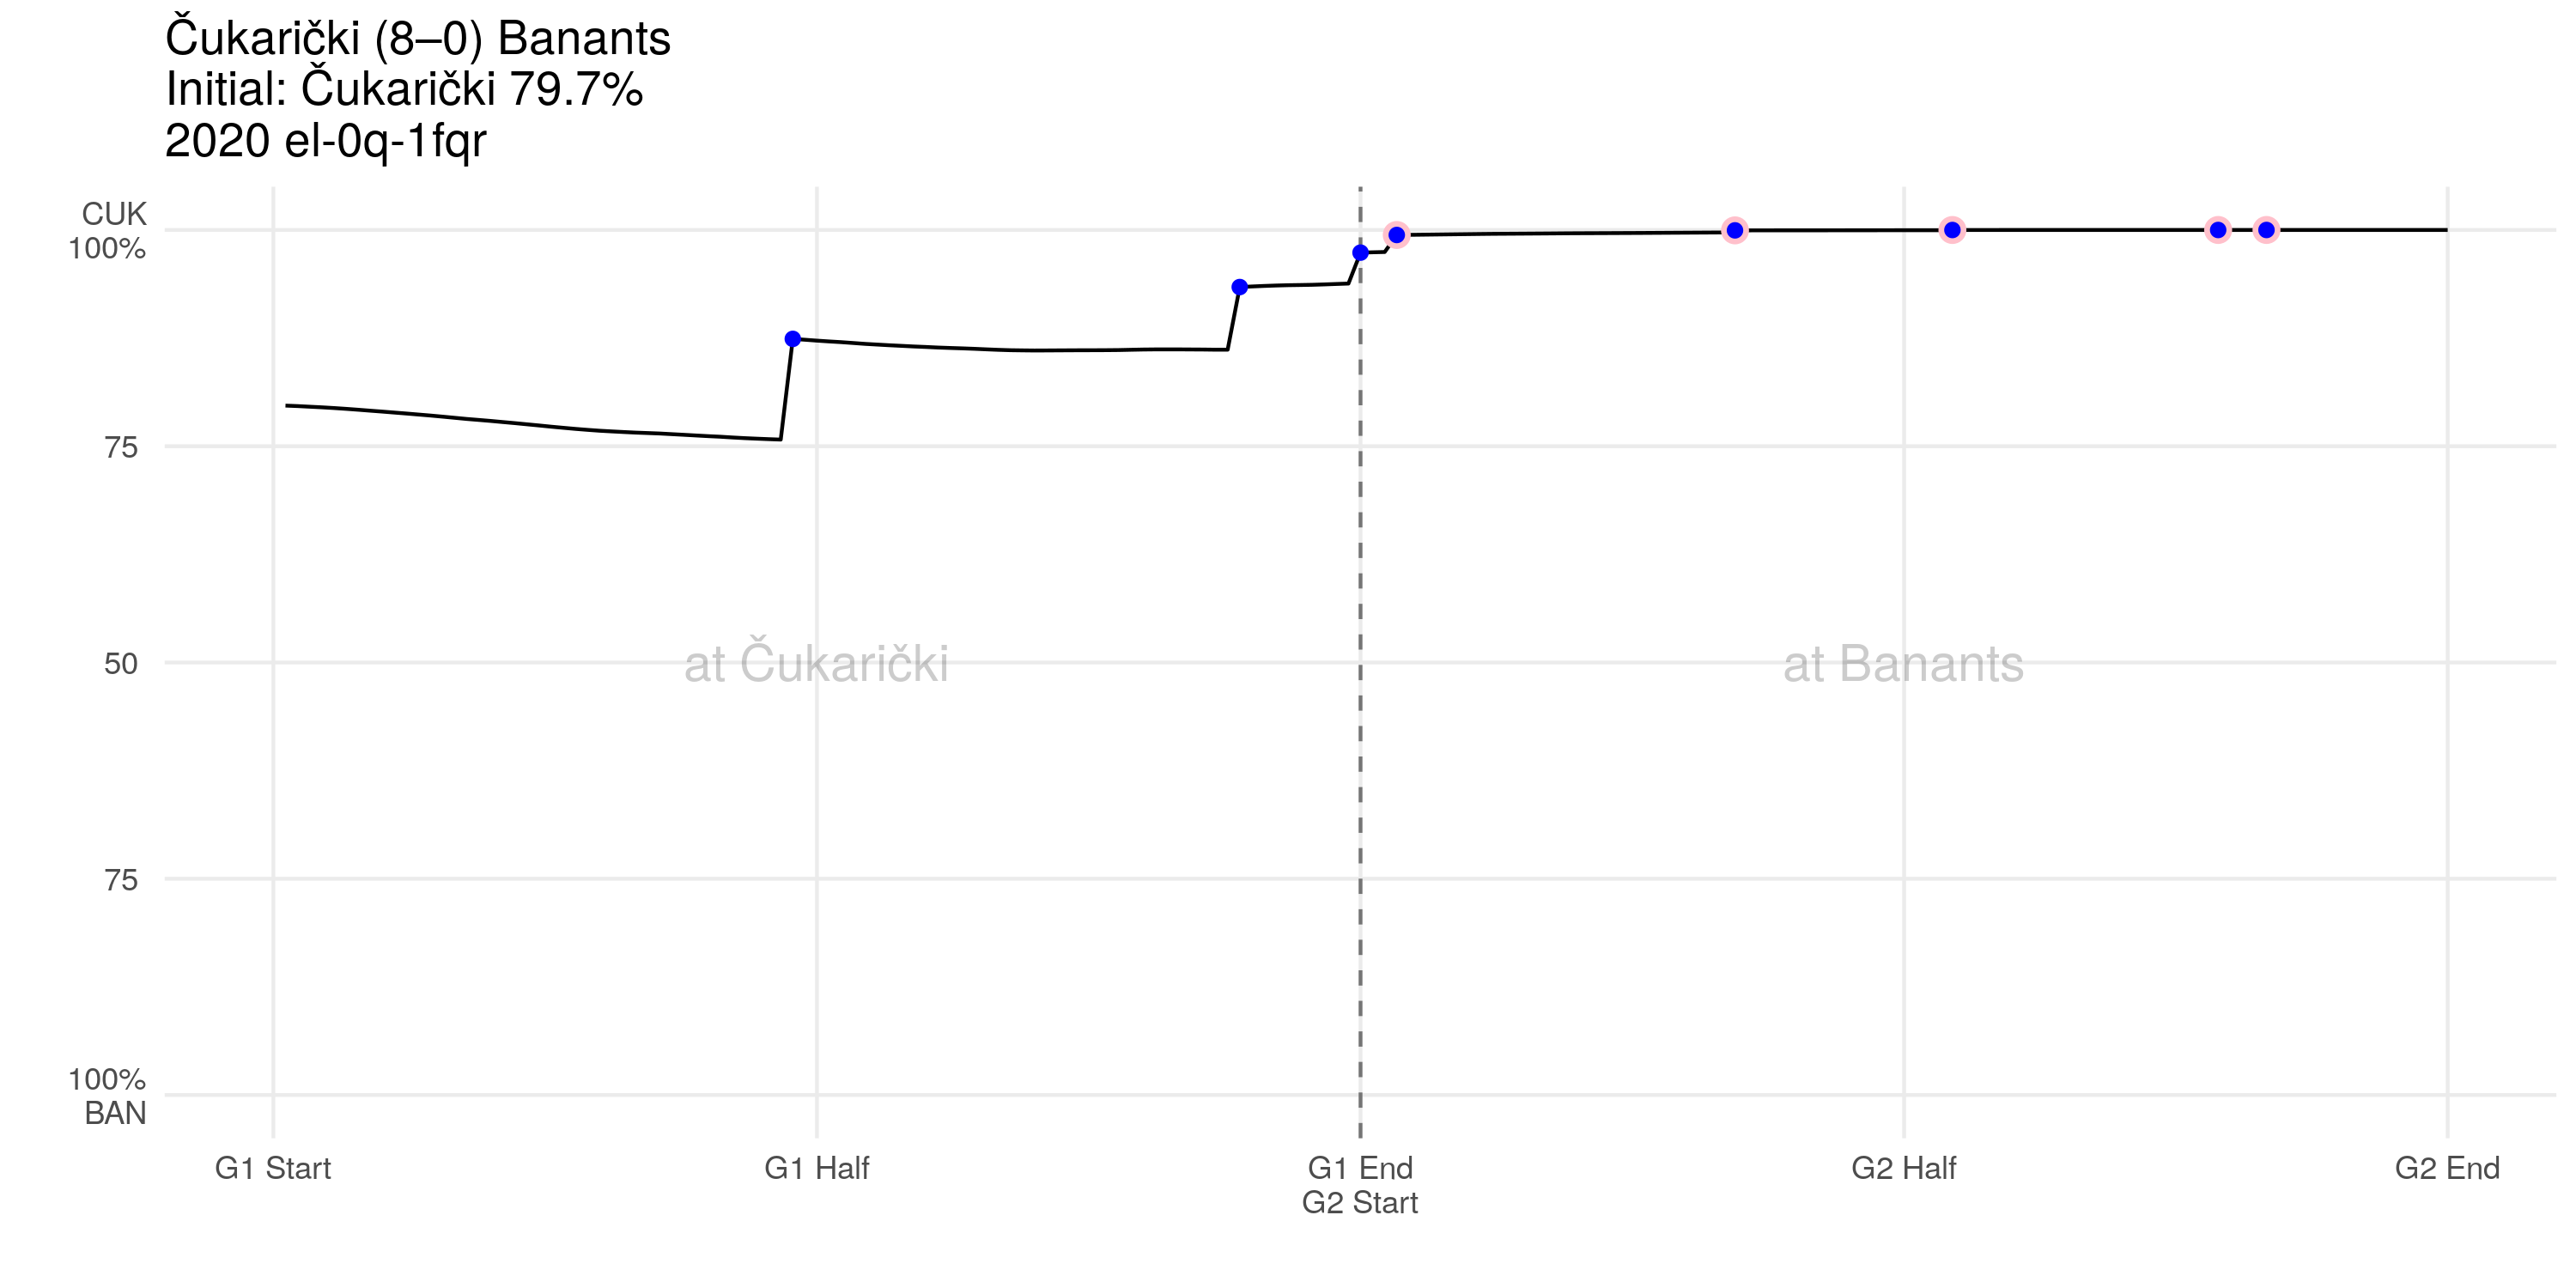 Čukarički (8–0) Banants
Initial: Čukarički 79.7%
2020 el-0q-1fqr
CUK
100%
75
50
75
100%
BAN
at Čukarički
at Banants
G1 Start
G1 Half
G1 End
G2 Start
G2 Half
G2 End